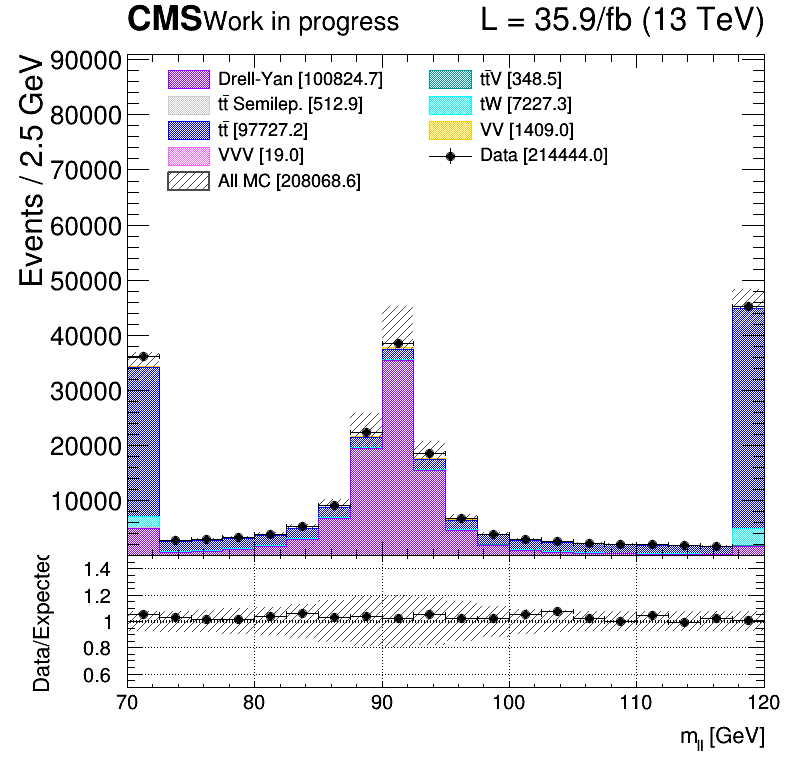 CMS Work in progress L = 35.9/fb (13 TeV)
Events / 2.5 GeV
90000
80000
70000
60000
50000
40000
30000
20000
10000
Drell-Yan [100824.7]
tt̄ Semilep. [512.9]
tt̄ [97727.2]
VVV [19.0]
All MC [208068.6]
tt̄V [348.5]
tW [7227.3]
VV [1409.0]
Data [214444.0]
Data/Expected
1.4
1.2
1
0.8
0.6
70 80 90 100 110 120
m_ll [GeV]